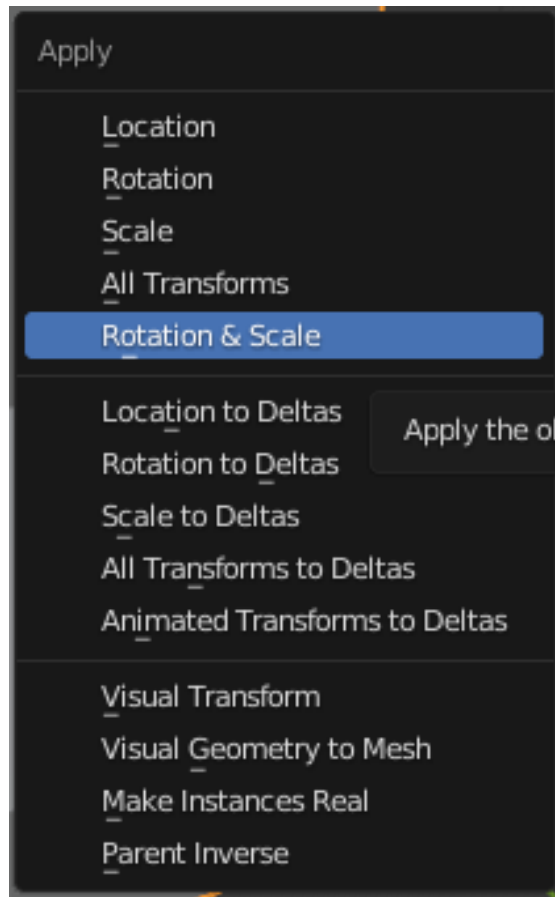 Apply
Location
Rotation
Scale
All Transforms
Rotation & Scale
Location to Deltas
Apply the
Rotation to Deltas
Scale to Deltas
All Transforms to Deltas
Animated Transforms to Deltas
Visual Transform
Visual Geometry to Mesh
Make Instances Real
Parent Inverse